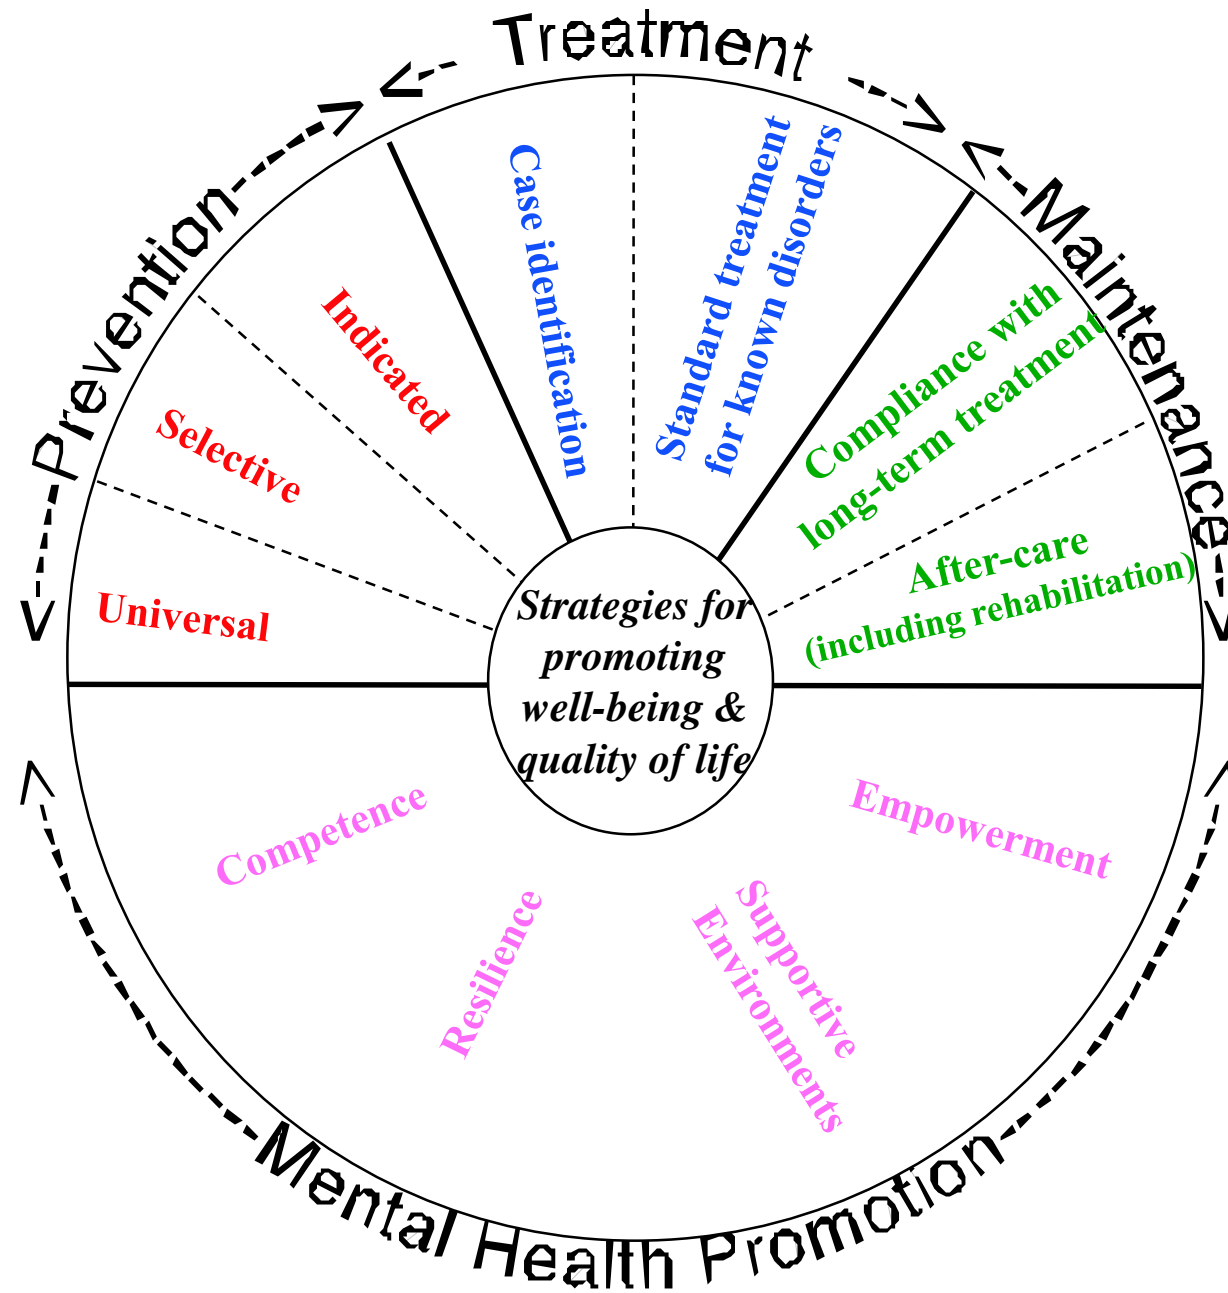 Treatment
Prevention
Maintenance
Case identification
Standard treatment
for known disorders
Indicated
Selective
Universal
Compliance with
long-term treatment
After-care
(including rehabilitation)
Strategies for
promoting
well-being &
quality of life
Competence
Resilience
Supportive
Environments
Empowerment
Mental Health Promotion